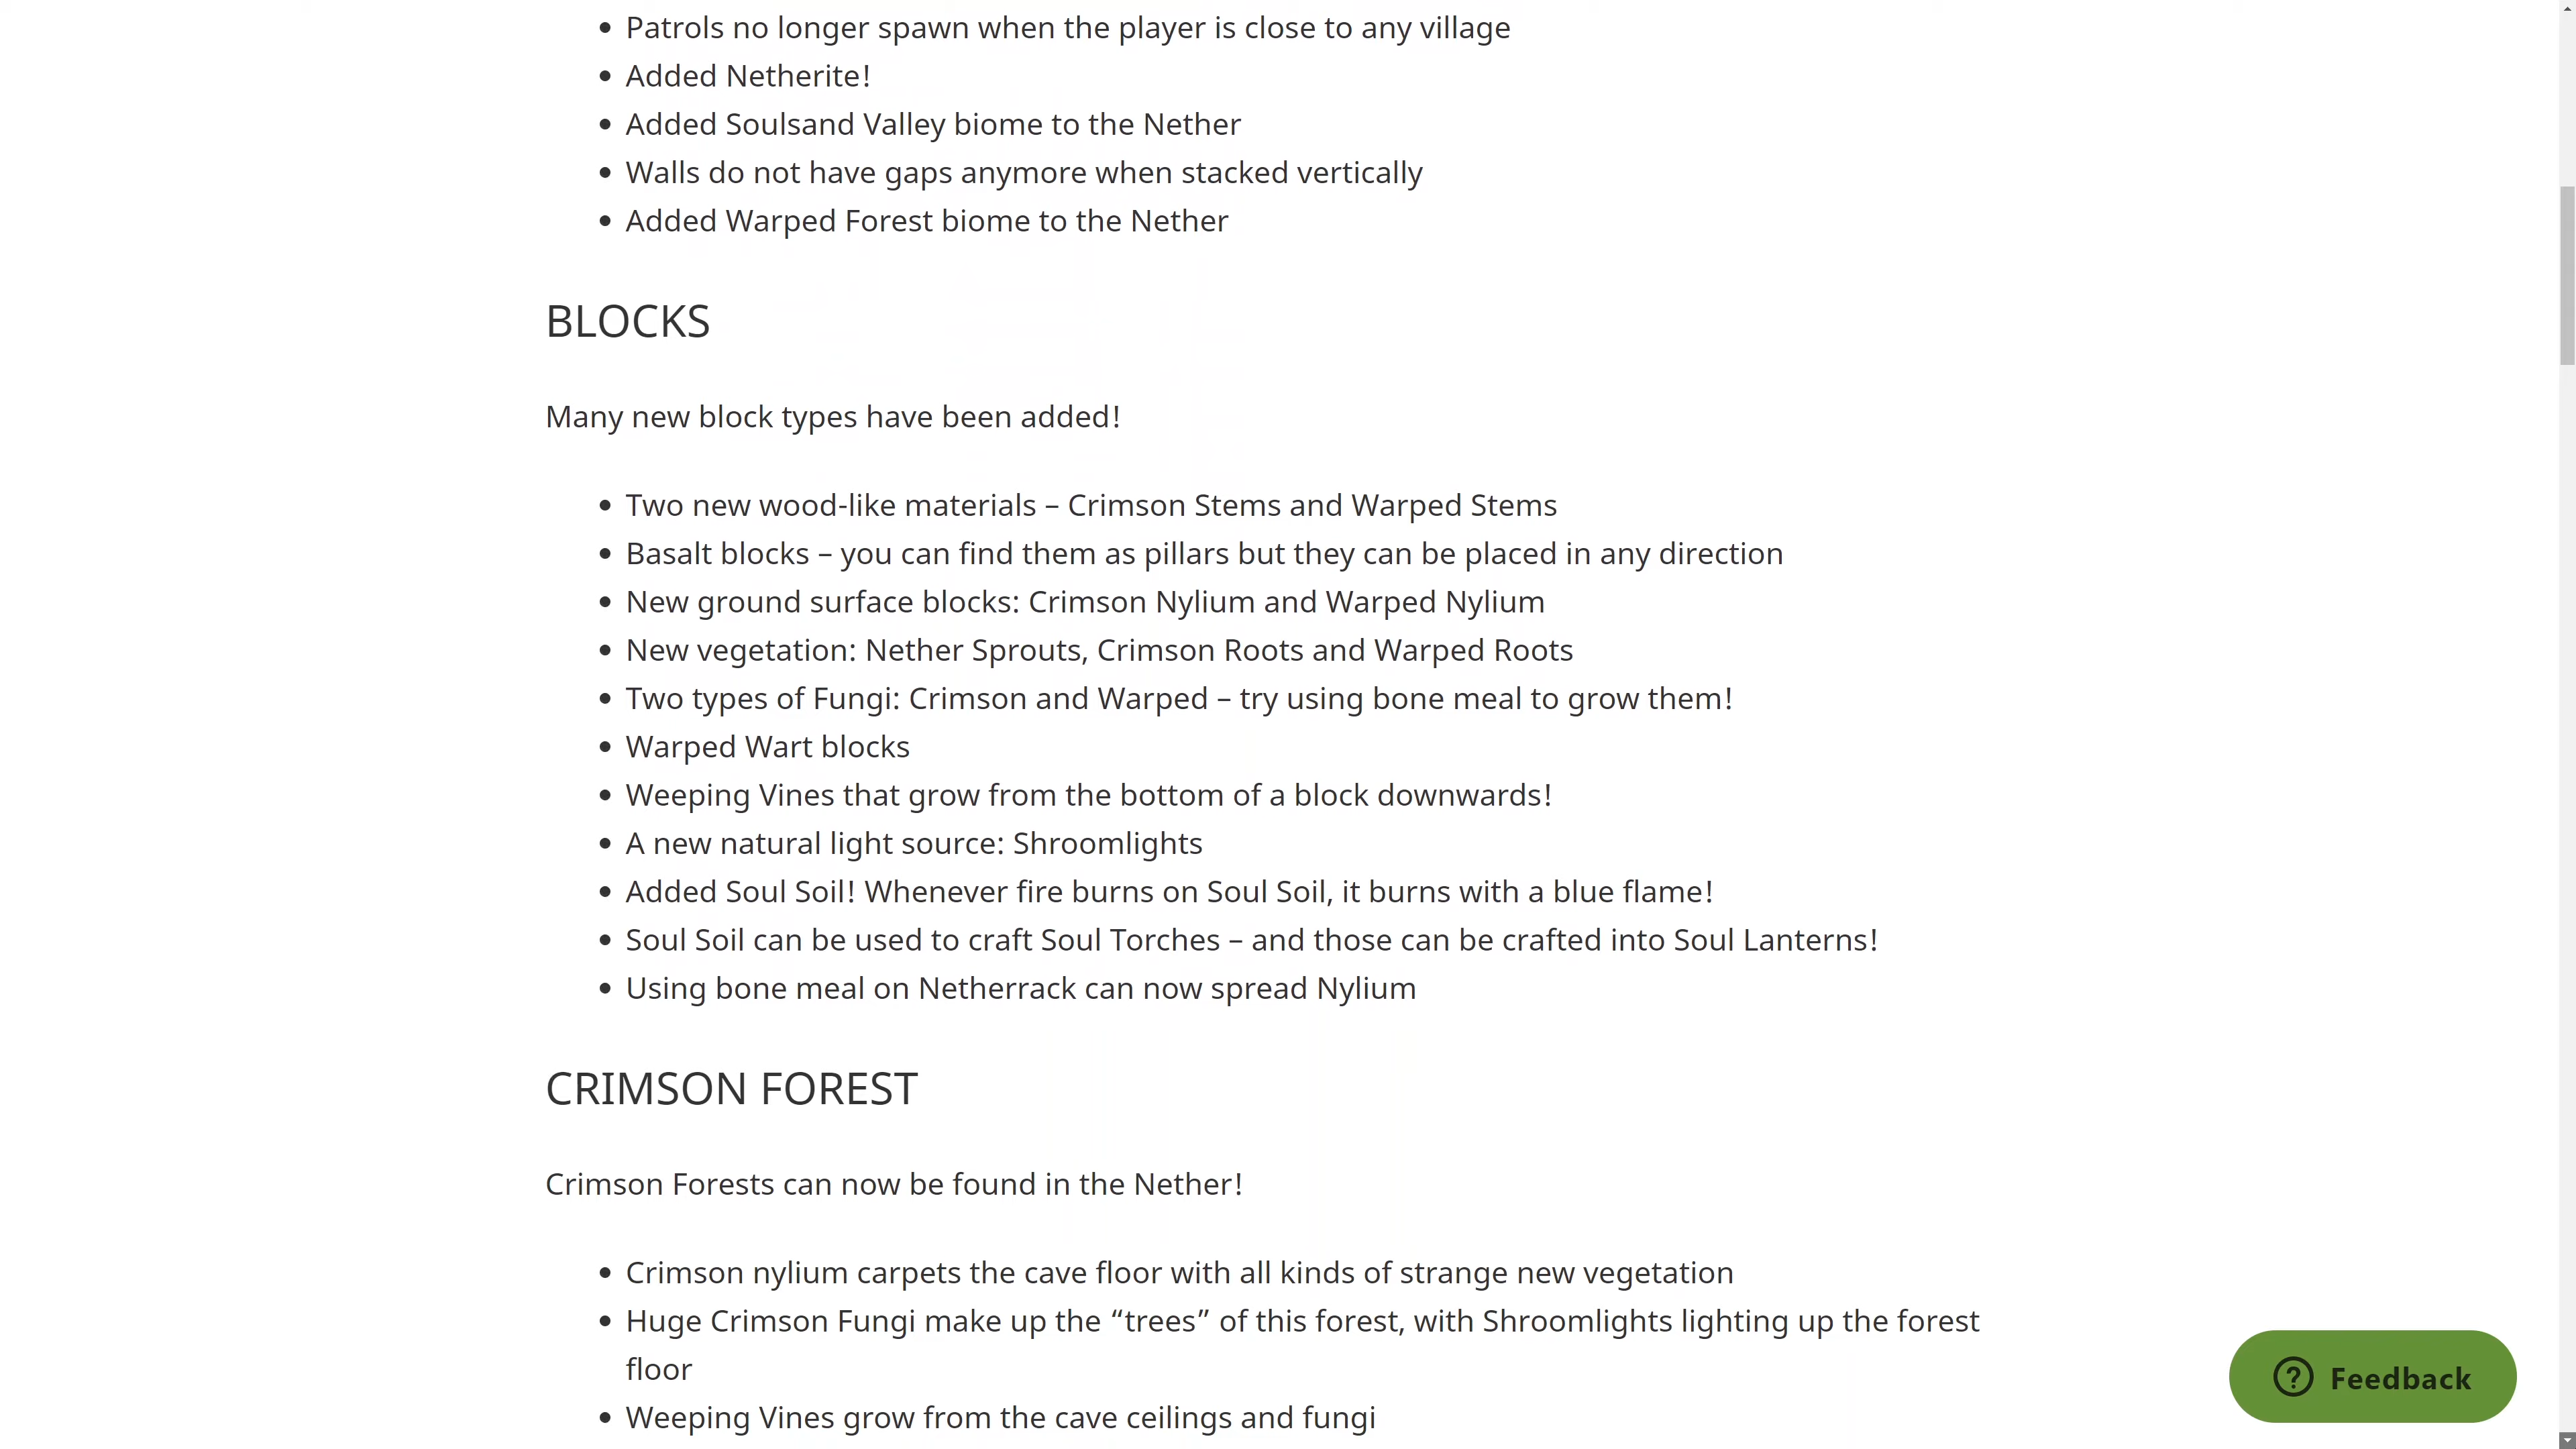 Patrols no longer spawn when the player is close to any village
Added Netherite!
Added Soulsand Valley biome to the Nether
Walls do not have gaps anymore when stacked vertically
Added Warped Forest biome to the Nether
BLOCKS
Many new block types have been added!
Two new wood-like materials – Crimson Stems and Warped Stems
Basalt blocks – you can find them as pillars but they can be placed in any direction
New ground surface blocks: Crimson Nylium and Warped Nylium
New vegetation: Nether Sprouts, Crimson Roots and Warped Roots
Two types of Fungi: Crimson and Warped – try using bone meal to grow them!
Warped Wart blocks
Weeping Vines that grow from the bottom of a block downwards!
A new natural light source: Shroomlights
Added Soul Soil! Whenever fire burns on Soul Soil, it burns with a blue flame!
Soul Soil can be used to craft Soul Torches – and those can be crafted into Soul Lanterns!
Using bone meal on Netherrack can now spread Nylium
CRIMSON FOREST
Crimson Forests can now be found in the Nether!
Crimson nylium carpets the cave floor with all kinds of strange new vegetation
Huge Crimson Fungi make up the “trees” of this forest, with Shroomlights lighting up the forest
floor
Weeping Vines grow from the cave ceilings and fungi
Feedback